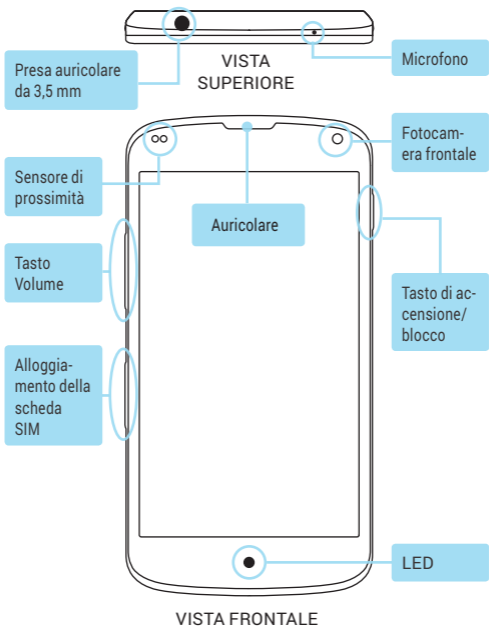 Presa auricolare
da 3,5 mm
VISTA
SUPERIORE
Microfono
Sensore di
prossimità
Auricolare
Fotocam-
era frontale
Tasto
Volume
Tasto di ac-
censione/
blocco
Alloggia-
mento della
scheda
SIM
LED
VISTA FRONTALE